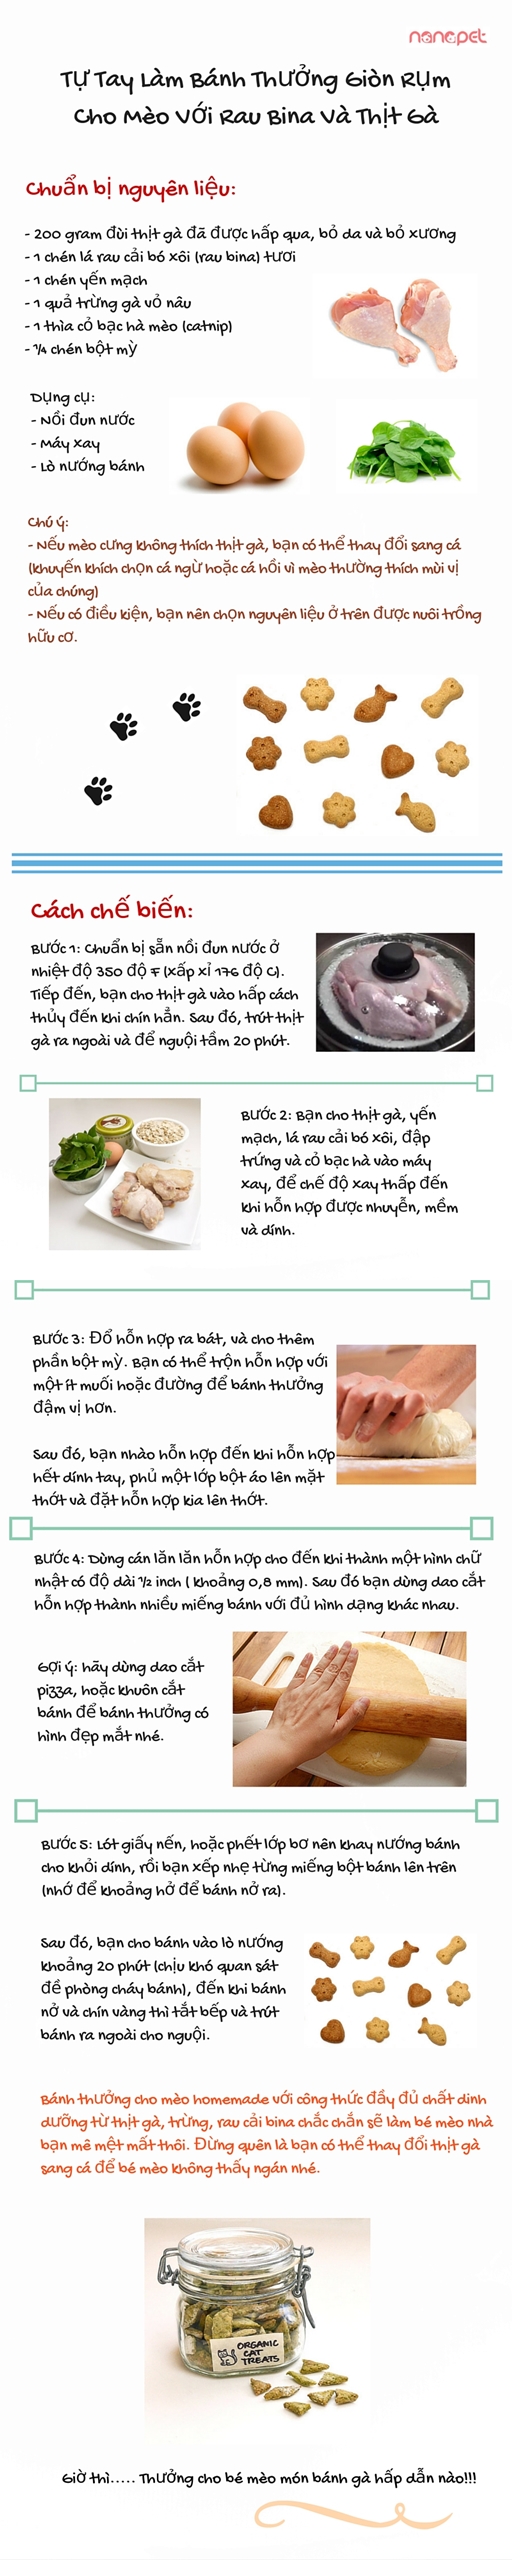 nanapet
Tự Tay Làm Bánh Thưởng Giòn Rụm
Cho Mèo Với Rau Bina Và Thịt Gà
Chuẩn bị nguyên liệu:
- 200 gram đùi thịt gà đã được hấp qua, bỏ da và bỏ xương
- 1 chén lá rau cải bó xôi (rau bina) tươi
- 1 chén yến mạch
- 1 quả trứng gà vỏ nâu
- 1 thìa cỏ bạc hà mèo (catnip)
- ¼ chén bột mỳ
Dụng cụ:
- Nồi đun nước
- Máy xay
- Lò nướng bánh
Chú ý:
- Nếu mèo cưng không thích thịt gà, bạn có thể thay đổi sang cá
(khuyến khích chọn cá ngừ hoặc cá hồi vì mèo thường thích mùi vị
của chúng)
- Nếu có điều kiện, bạn nên chọn nguyên liệu ở trên được nuôi trồng
hữu cơ.
Cách chế biến:
Bước 1: Chuẩn bị sẵn nồi đun nước ở
nhiệt độ 350 độ F (xấp xỉ 176 độ C).
Tiếp đến, bạn cho thịt gà vào hấp cách
thủy đến khi chín hẳn. Sau đó, trút thịt
gà ra ngoài và để nguội tầm 20 phút.
Bước 2: Bạn cho thịt gà, yến
mạch, lá rau cải bó xôi, đập
trứng và cỏ bạc hà vào máy
xay, để chế độ xay thấp đến
khi hỗn hợp được nhuyễn, mềm
và dính.
Bước 3: Đổ hỗn hợp ra bát, và cho thêm
phần bột mỳ. Bạn có thể trộn hỗn hợp với
một ít muối hoặc đường để bánh thưởng
đậm vị hơn.
Sau đó, bạn nhào hỗn hợp đến khi hỗn hợp
hết dính tay, phủ một lớp bột áo lên mặt
thớt và đặt hỗn hợp kia lên thớt.
Bước 4: Dùng cán lăn lăn hỗn hợp cho đến khi thành một hình chữ
nhật có độ dài ½ inch ( khoảng 0,8 mm). Sau đó bạn dùng dao cắt
hỗn hợp thành nhiều miếng bánh với đủ hình dạng khác nhau.
Gợi ý: hãy dùng dao cắt
pizza, hoặc khuôn cắt
bánh để bánh thưởng có
hình đẹp mắt nhé.
Bước 5: Lót giấy nến, hoặc phết lớp bơ nên khay nướng bánh
cho khỏi dính, rồi bạn xếp nhẹ từng miếng bột bánh lên trên
(nhớ để khoảng hở để bánh nở ra).
Sau đó, bạn cho bánh vào lò nướng
khoảng 20 phút (chịu khó quan sát
đề phòng cháy bánh), đến khi bánh
nở và chín vàng thì tắt bếp và trút
bánh ra ngoài cho nguội.
Bánh thưởng cho mèo homemade với công thức đầy đủ chất dinh
dưỡng từ thịt gà, trứng, rau cải bina chắc chắn sẽ làm bé mèo nhà
bạn mê mệt mất thôi. Đừng quên là bạn có thể thay đổi thịt gà
sang cá để bé mèo không thấy ngán nhé.
ORGANIC
CAT
TREATS
Giờ thì..... Thưởng cho bé mèo món bánh gà hấp dẫn nào!!!